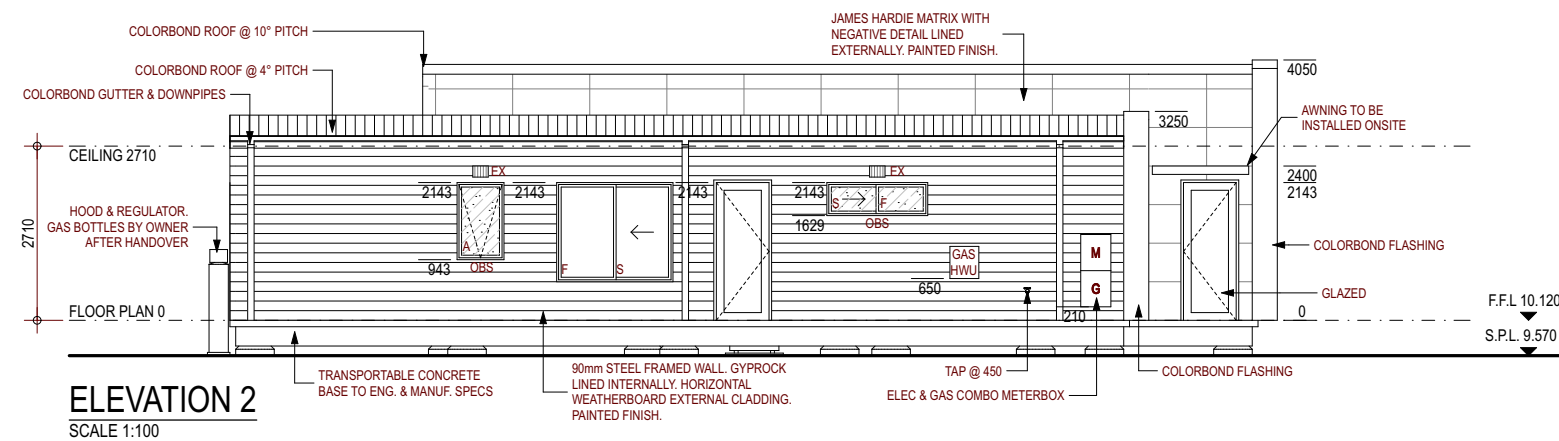 COLORBOND ROOF @ 10° PITCH
JAMES HARDIE MATRIX WITH
NEGATIVE DETAIL LINED
EXTERNALLY. PAINTED FINISH.
COLORBOND ROOF @ 4° PITCH
4050
COLORBOND GUTTER & DOWNPIPES
AWNING TO BE
INSTALLED ONSITE
3250
CEILING 2710
EX
EX
2400
2143
2143
2143
2143
2143
S
F
OBS
1629
HOOD & REGULATOR.
GAS BOTTLES BY OWNER
AFTER HANDOVER
2710
A
OBS
943
F
S
GAS
HWU
650
M
G
COLORBOND FLASHING
GLAZED
FLOOR PLAN 0
210
0
F.F.L 10.120
S.P.L. 9.570
TRANSPORTABLE CONCRETE
BASE TO ENG. & MANUF. SPECS
90mm STEEL FRAMED WALL. GYPROCK
LINED INTERNALLY. HORIZONTAL
WEATHERBOARD EXTERNAL CLADDING.
PAINTED FINISH.
TAP @ 450
ELEC & GAS COMBO METERBOX
COLORBOND FLASHING
ELEVATION 2
SCALE 1:100